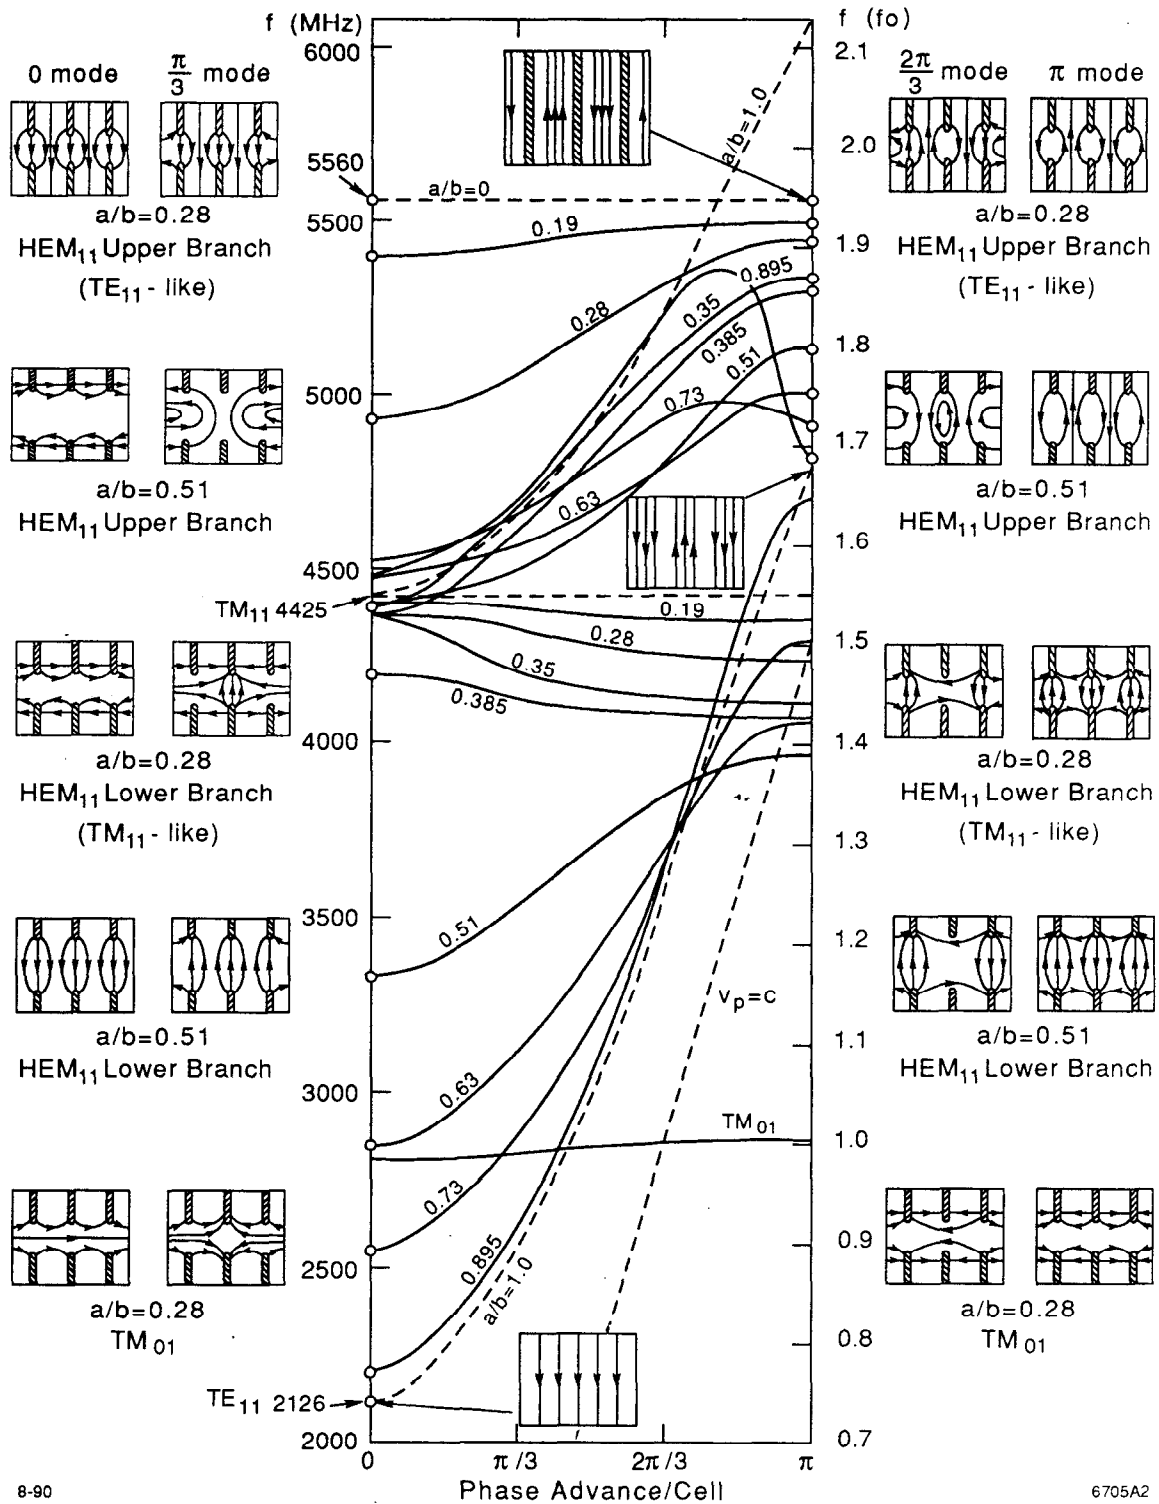 f (MHz)
f (fo)
6000
5560
5500
5000
4500
TM11 4425
4000
3500
3000
2500
TE11 2126
2000
2.1
2.0
1.9
1.8
1.7
1.6
1.5
1.4
1.3
1.2
1.1
1.0
0.9
0.8
0.7
0
π/3
2π/3
π
Phase Advance/Cell
0 mode
π/3 mode
a/b=0.28
HEM11 Upper Branch
(TE11 - like)
a/b=0.51
HEM11 Upper Branch
a/b=0.28
HEM11 Lower Branch
(TM11 - like)
a/b=0.51
HEM11 Lower Branch
a/b=0.28
TM01
a/b=1.0
a/b=0
0.19
0.28
0.895
0.35
0.385
0.51
0.73
0.63
0.19
0.28
0.35
0.385
0.51
vp=c
0.63
TM01
0.73
0.895
a/b=1.0
2π/3 mode
π mode
a/b=0.28
HEM11 Upper Branch
(TE11 - like)
a/b=0.51
HEM11 Upper Branch
a/b=0.28
HEM11 Lower Branch
(TM11 - like)
a/b=0.51
HEM11 Lower Branch
a/b=0.28
TM01
8-90
6705A2